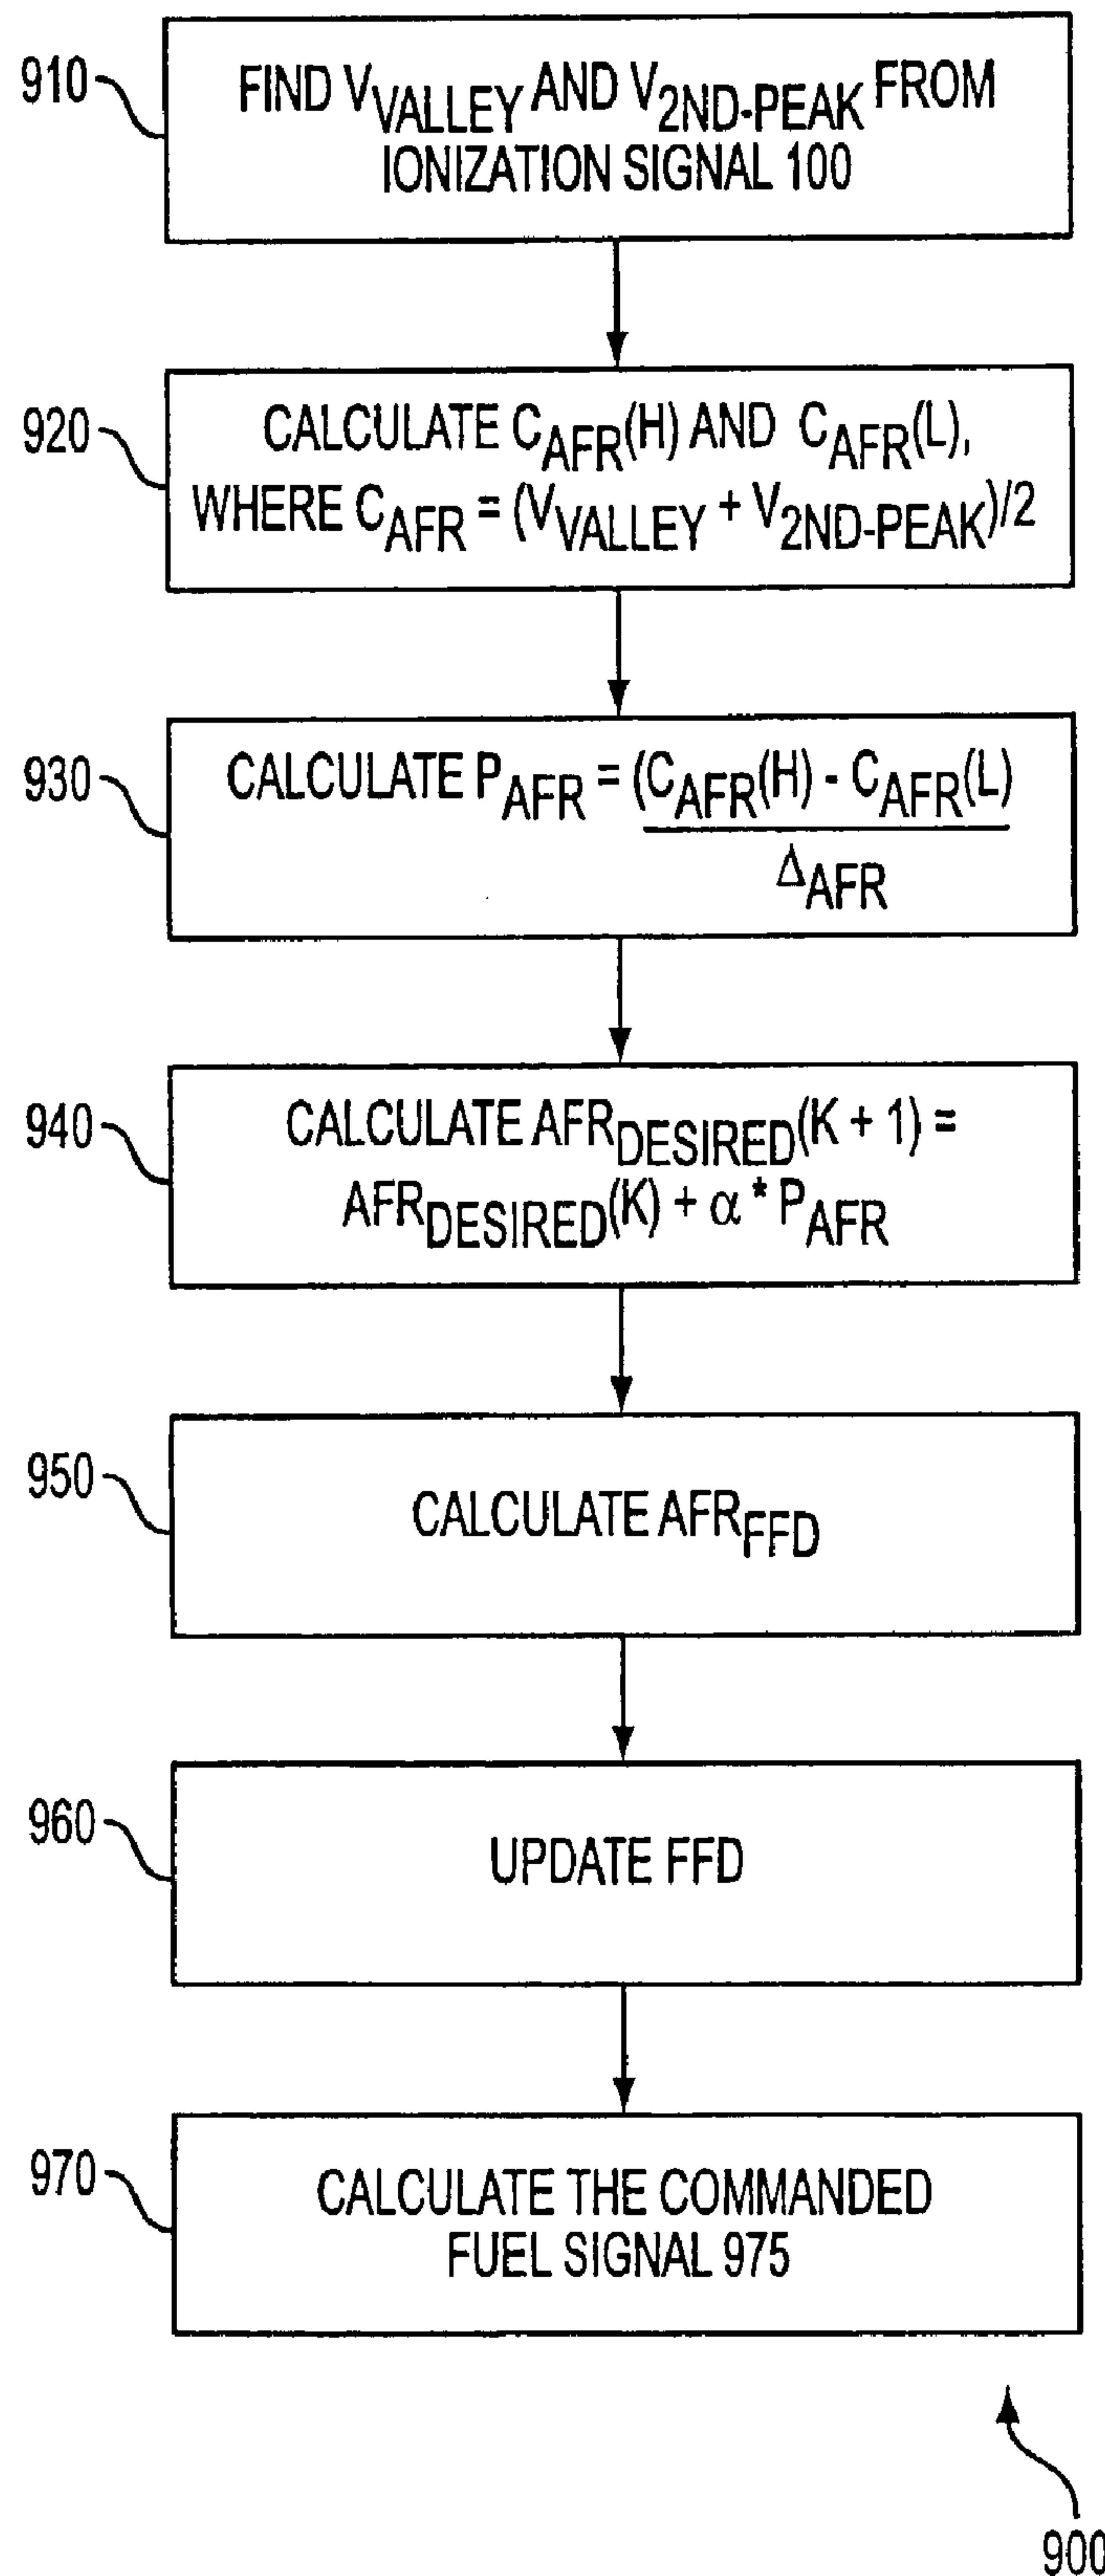 910
FIND VVALLEY AND V2ND-PEAK FROM
IONIZATION SIGNAL 100
920
CALCULATE CAFR(H) AND CAFR(L),
WHERE CAFR = (VVALLEY + V2ND-PEAK)/2
930
CALCULATE PAFR = (CAFR(H) - CAFR(L)
ΔAFR
940
CALCULATE AFRDESIRED(K + 1) =
AFRDESIRED(K) + α * PAFR
950
CALCULATE AFRFFD
960
UPDATE FFD
970
CALCULATE THE COMMANDED
FUEL SIGNAL 975
900